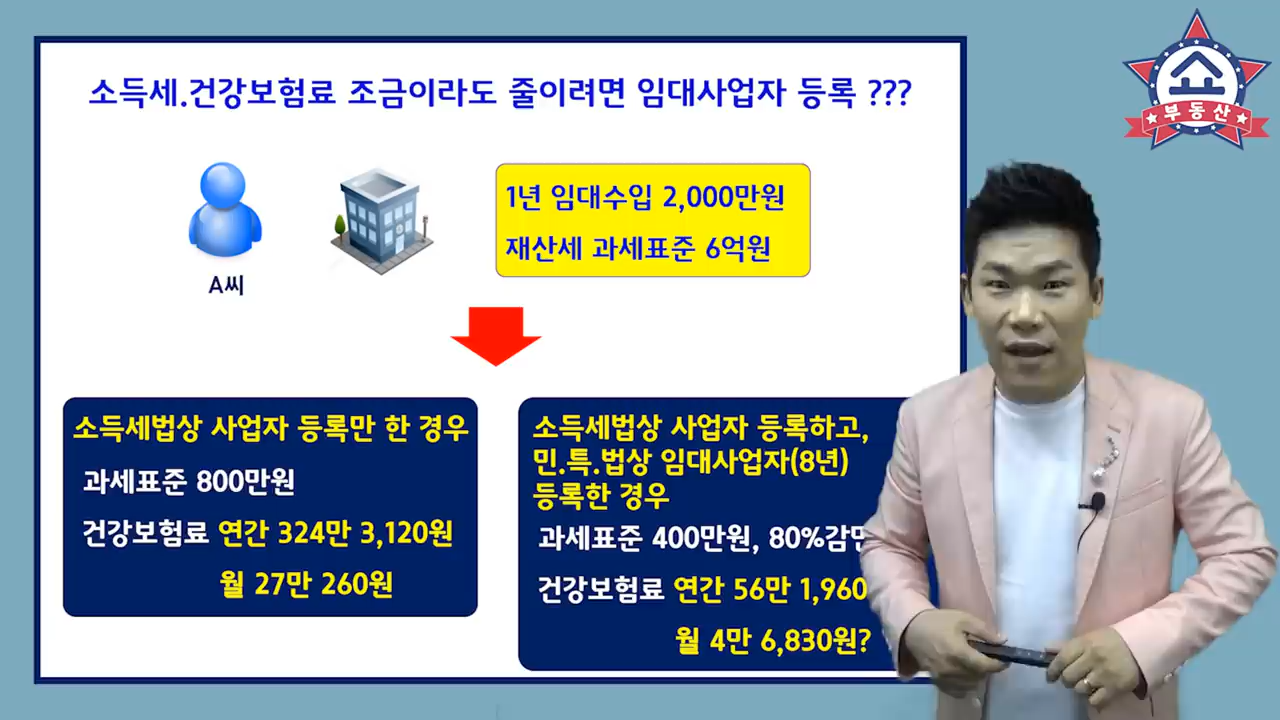 소득세.건강보험료 조금이라도 줄이려면 임대사업자 등록 ???
부동산
1년 임대수입 2,000만원
재산세 과세표준 6억원
A씨
소득세법상 사업자 등록만 한 경우
과세표준 800만원
건강보험료 연간 324만 3,120원
월 27만 260원
소득세법상 사업자 등록하고,
민.특.법상 임대사업자(8년)
등록한 경우
과세표준 400만원, 80%감면
건강보험료 연간 56만 1,960
월 4만 6,830원?